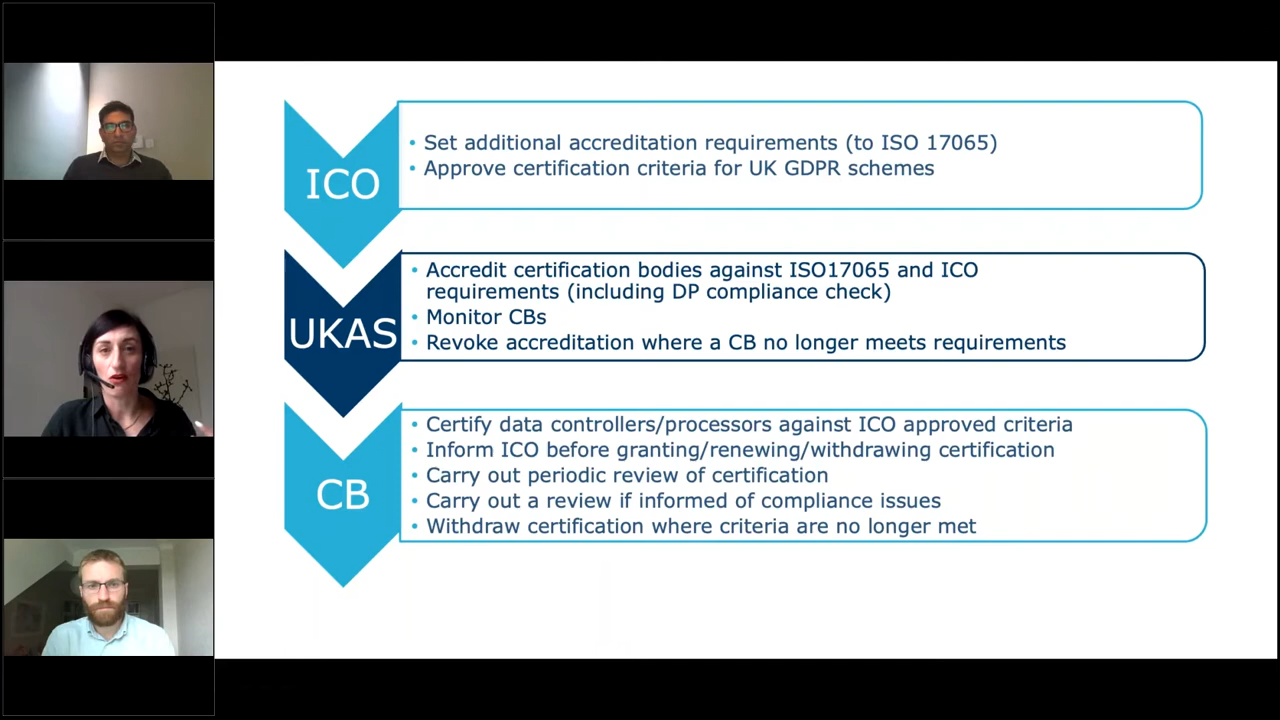 ICO
• Set additional accreditation requirements (to ISO 17065)
• Approve certification criteria for UK GDPR schemes
UKAS
• Accredit certification bodies against ISO17065 and ICO
requirements (including DP compliance check)
• Monitor CBs
• Revoke accreditation where a CB no longer meets requirements
CB
• Certify data controllers/processors against ICO approved criteria
• Inform ICO before granting/renewing/withdrawing certification
• Carry out periodic review of certification
• Carry out a review if informed of compliance issues
• Withdraw certification where criteria are no longer met